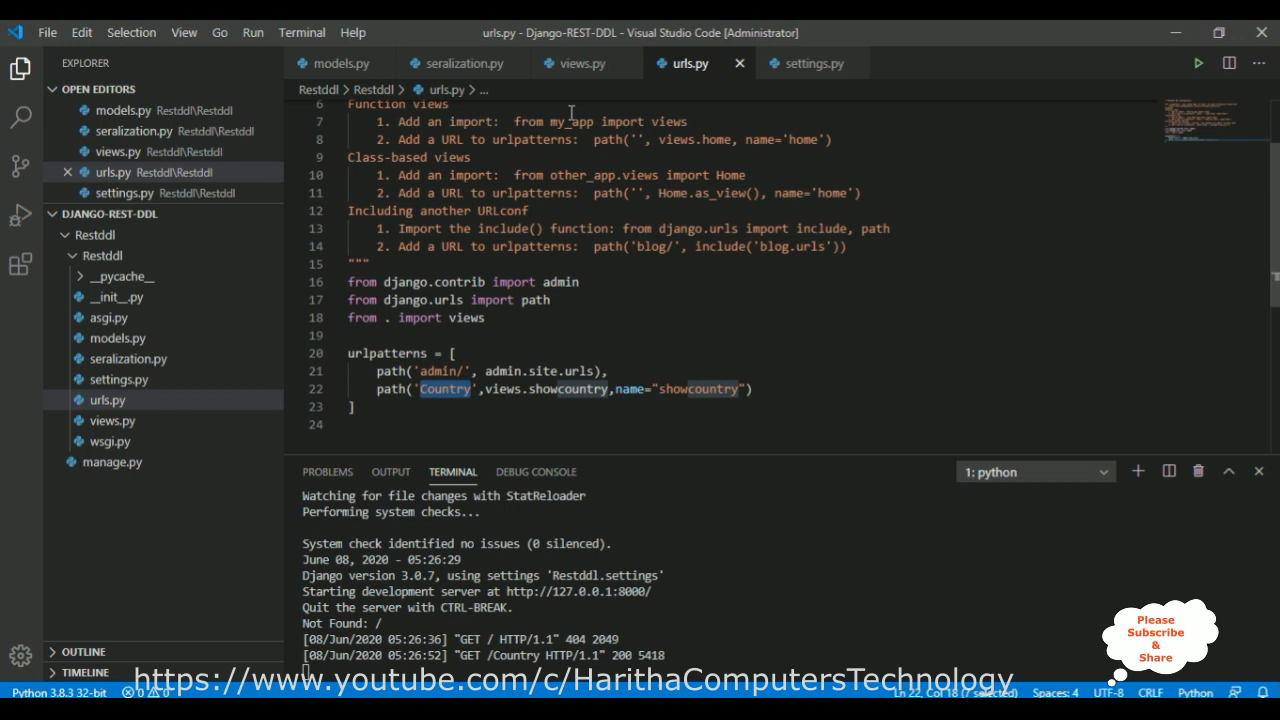 File Edit Selection View Go Run Terminal Help
urls.py - Django-REST-DDL - Visual Studio Code [Administrator]
EXPLORER
models.py seralization.py views.py urls.py settings.py
OPEN EDITORS
models.py Restddl\Restddl
seralization.py Restddl\Restddl
views.py Restddl\Restddl
urls.py Restddl\Restddl
settings.py Restddl\Restddl
DJANGO-REST-DDL
Restddl
Restddl
__pycache__
__init__.py
asgi.py
models.py
seralization.py
settings.py
urls.py
views.py
wsgi.py
manage.py
OUTLINE
TIMELINE
Restddl > Restddl > urls.py > ...
6 Function views
7 1. Add an import: from my_app import views
8 2. Add a URL to urlpatterns: path('', views.home, name='home')
9 Class-based views
10 1. Add an import: from other_app.views import Home
11 2. Add a URL to urlpatterns: path('', Home.as_view(), name='home')
12 Including another URLconf
13 1. Import the include() function: from django.urls import include, path
14 2. Add a URL to urlpatterns: path('blog/', include('blog.urls'))
15 """
16 from django.contrib import admin
17 from django.urls import path
18 from . import views
19
20 urlpatterns = [
21 path('admin/', admin.site.urls),
22 path('Country',views.showcountry,name="showcountry")
23 ]
24
PROBLEMS OUTPUT TERMINAL DEBUG CONSOLE
1: python
Watching for file changes with StatReloader
Performing system checks...
System check identified no issues (0 silenced).
June 08, 2020 - 05:26:29
Django version 3.0.7, using settings 'Restddl.settings'
Starting development server at http://127.0.0.1:8000/
Quit the server with CTRL-BREAK.
Not Found: /
[08/Jun/2020 05:26:36] "GET / HTTP/1.1" 404 2049
[08/Jun/2020 05:26:52] "GET /Country HTTP/1.1" 200 5418
Please
Subscribe
&
Share
https://www.youtube.com/c/HarithaComputersTechnology
Python 3.8.3 32-bit 0 0 Ln 22, Col 18 (7 selected) Spaces: 4 UTF-8 CRLF Python